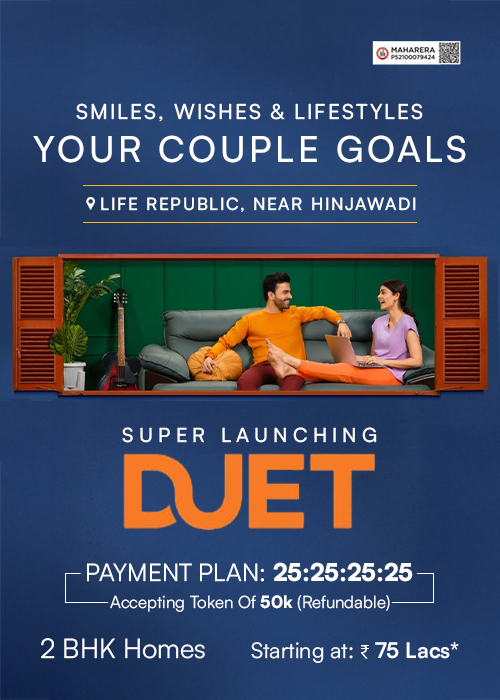 MAHARERA
P52100079424
SMILES, WISHES & LIFESTYLES
YOUR COUPLE GOALS
LIFE REPUBLIC, NEAR HINJAWADI
SUPER LAUNCHING
DUET
PAYMENT PLAN: 25:25:25:25
Accepting Token Of 50k (Refundable)
2 BHK Homes Starting at: ₹ 75 Lacs*